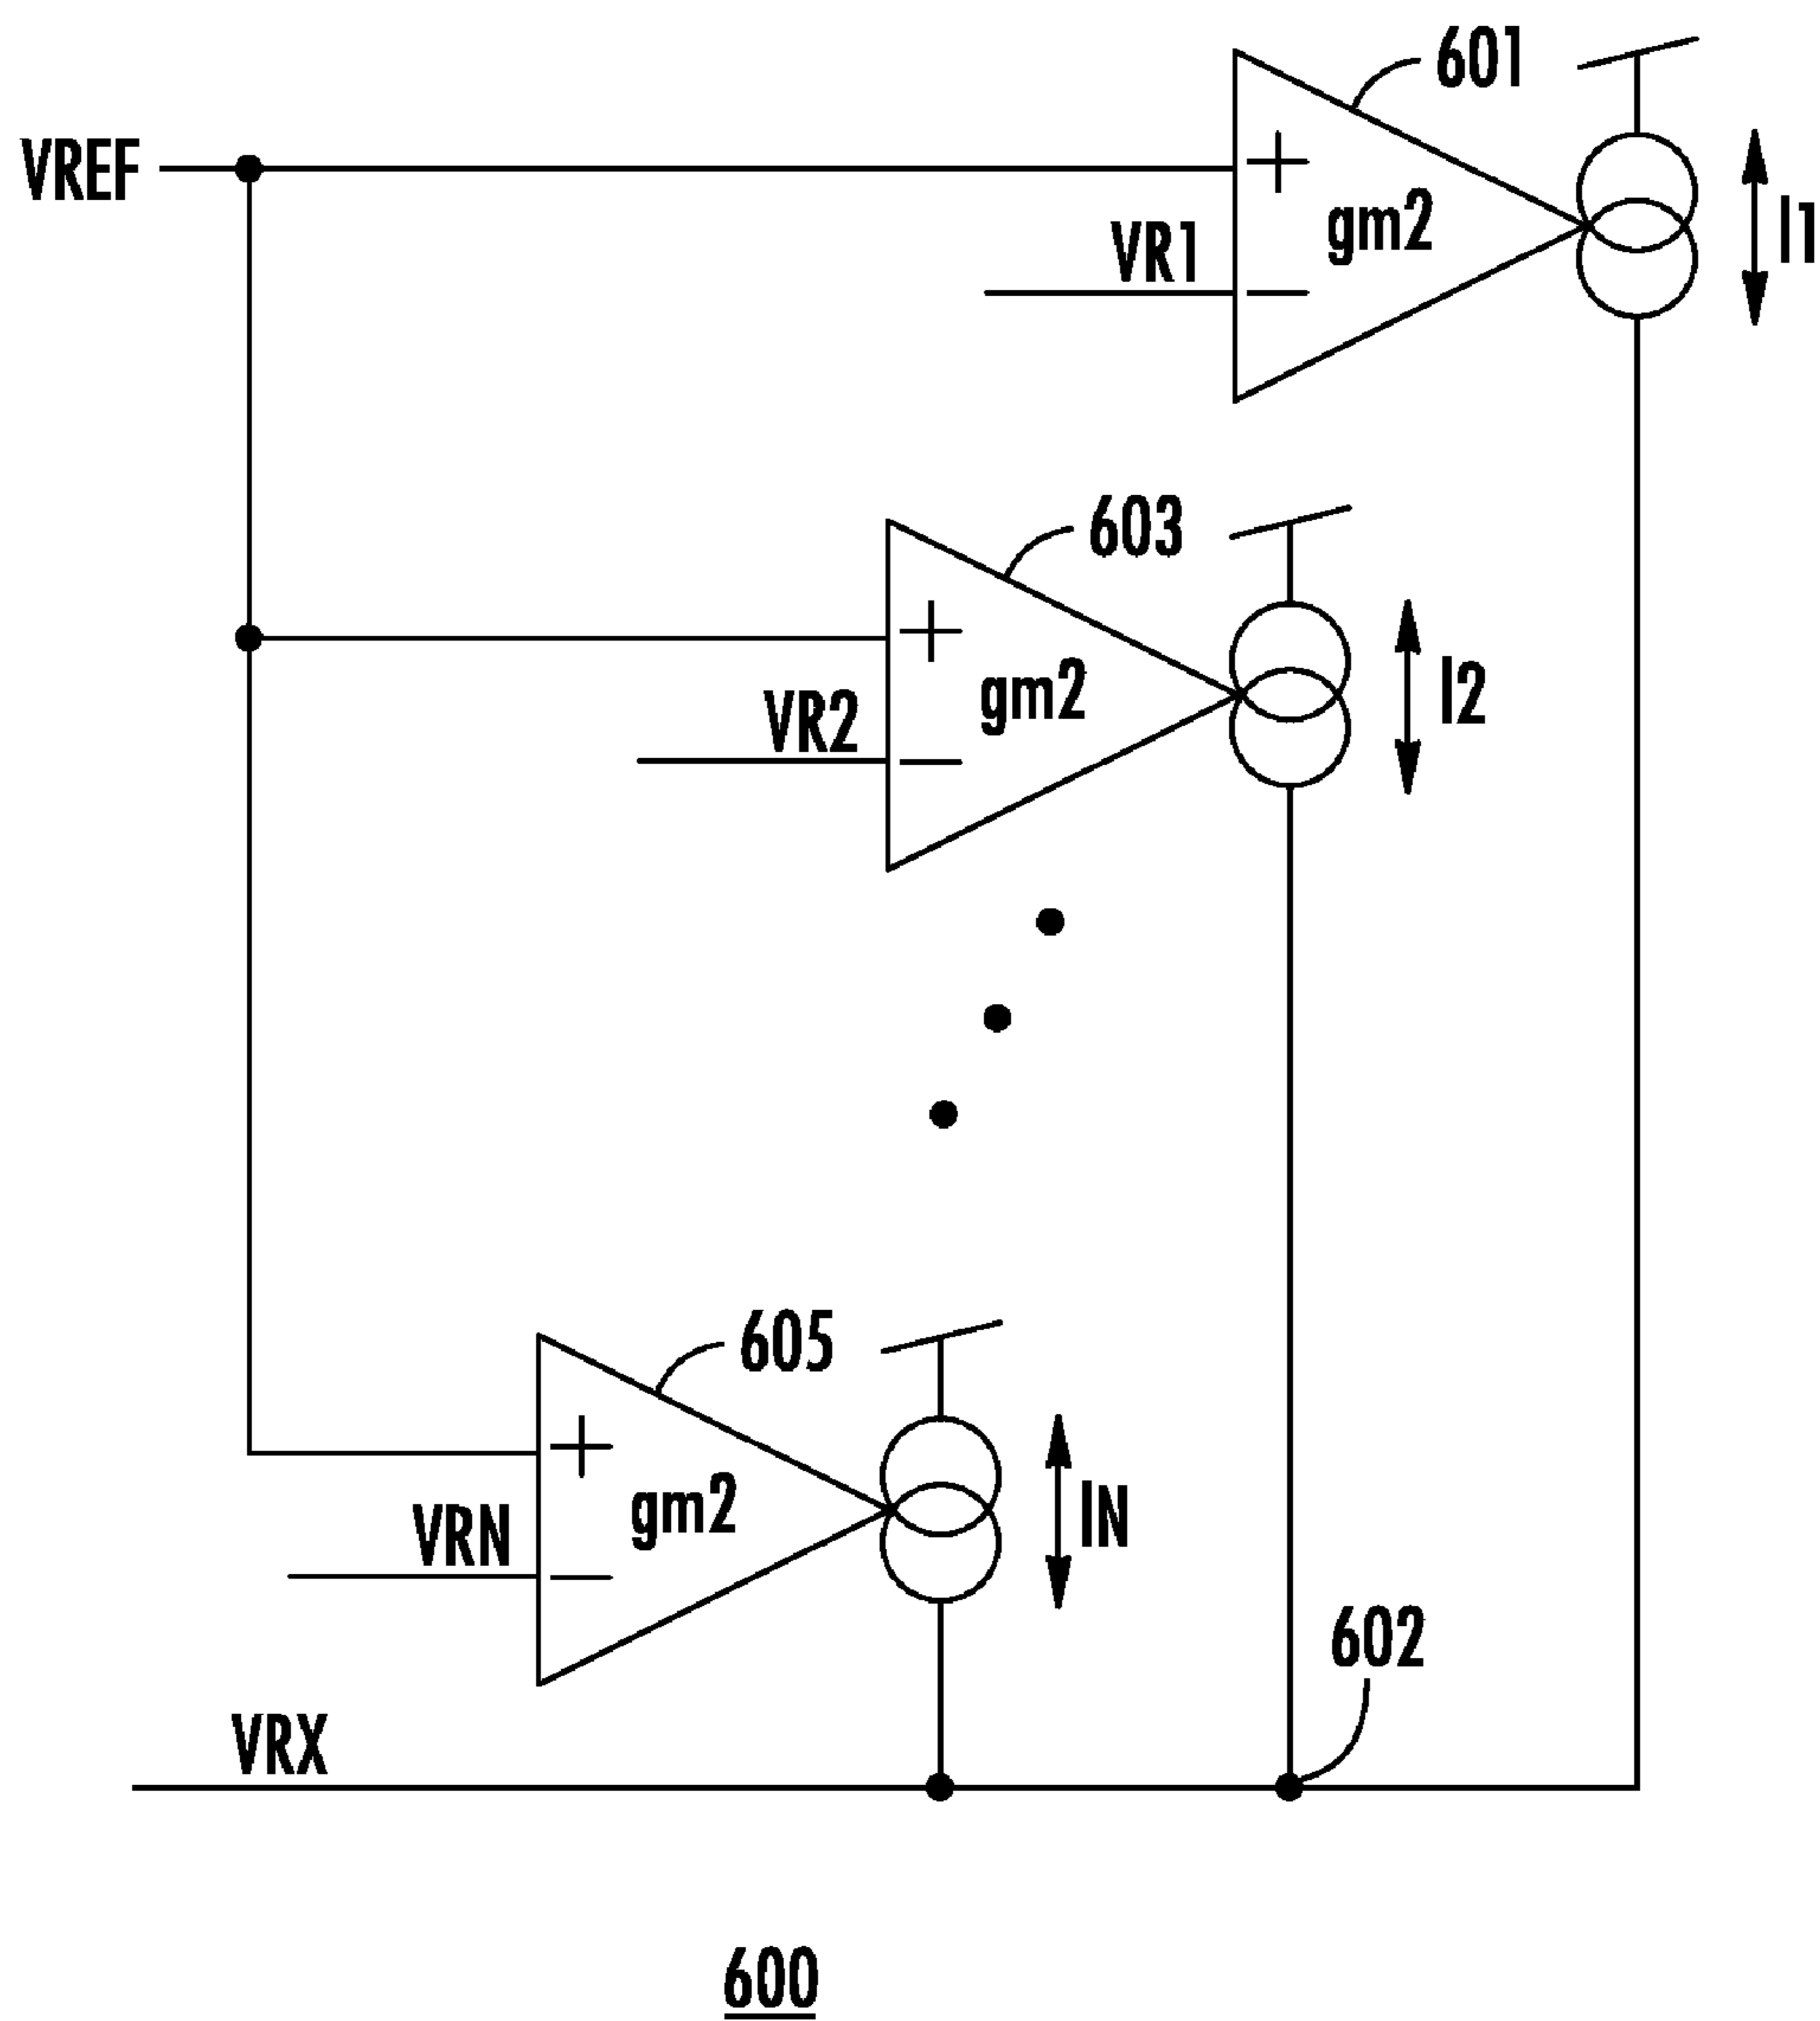 601
VREF
+
gm2
I1
VR1
−
603
+
gm2
I2
VR2
−
605
+
gm2
IN
VRN
−
602
VRX
600